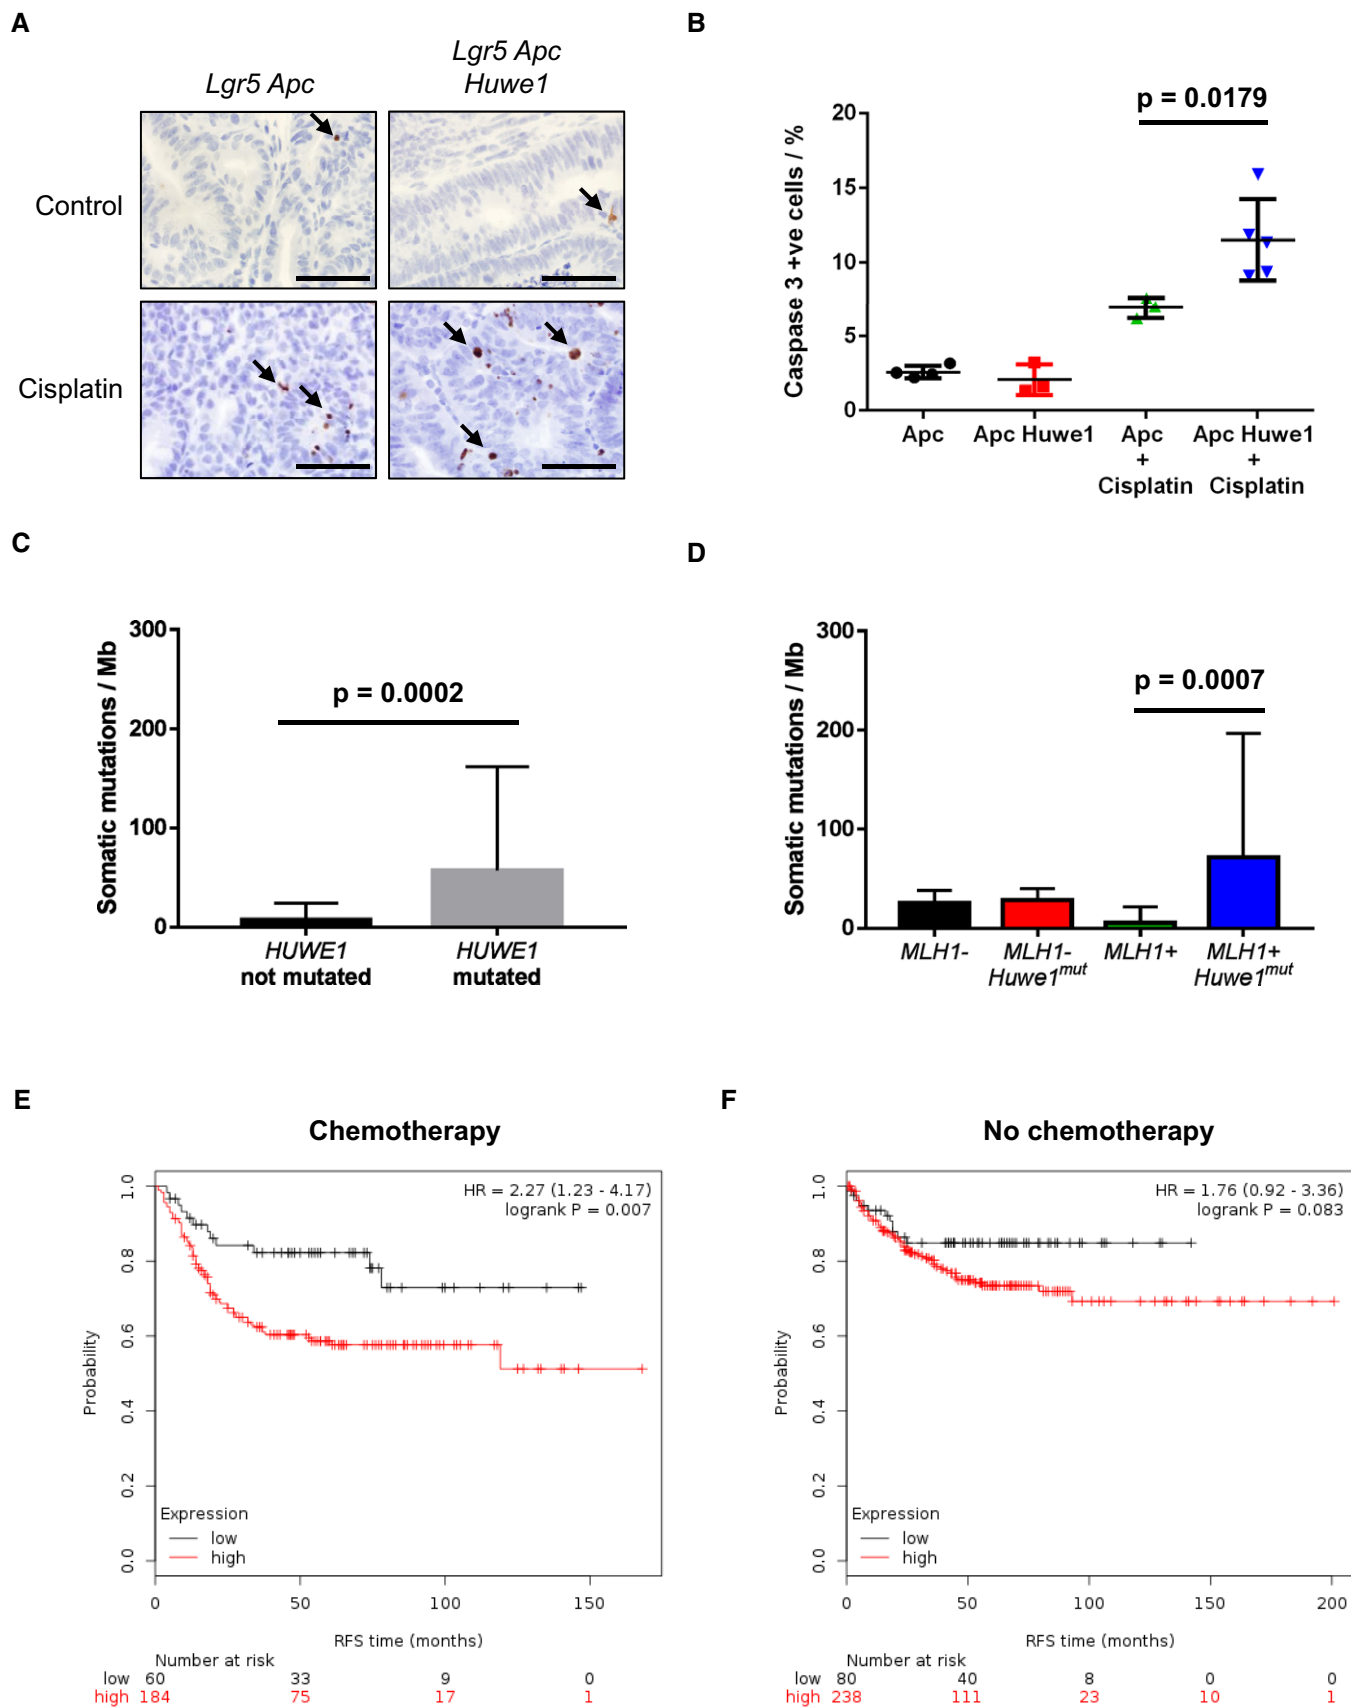 A
Lgr5 Apc
Lgr5 Apc
Huwe1
Control
Cisplatin
B
p = 0.0179
Caspase 3 +ve cells / %
20
15
10
5
0
Apc
Apc Huwe1
Apc
+
Cisplatin
Apc Huwe1
+
Cisplatin
C
Somatic mutations / Mb
300
200
100
0
p = 0.0002
HUWE1
not mutated
HUWE1
mutated
D
Somatic mutations / Mb
300
200
100
0
p = 0.0007
MLH1-
MLH1-
Huwe1mut
MLH1+
MLH1+
Huwe1mut
E
Chemotherapy
HR = 2.27 (1.23 - 4.17)
logrank P = 0.007
Probability
1.0
0.8
0.6
0.4
0.2
0.0
Expression
low
high
0 50 100 150
RFS time (months)
Number at risk
low 60 33 9 0
high 184 75 17 1
F
No chemotherapy
HR = 1.76 (0.92 - 3.36)
logrank P = 0.083
Probability
1.0
0.8
0.6
0.4
0.2
0.0
Expression
low
high
0 50 100 150 200
RFS time (months)
Number at risk
low 80 40 8 0 0
high 238 111 23 10 1